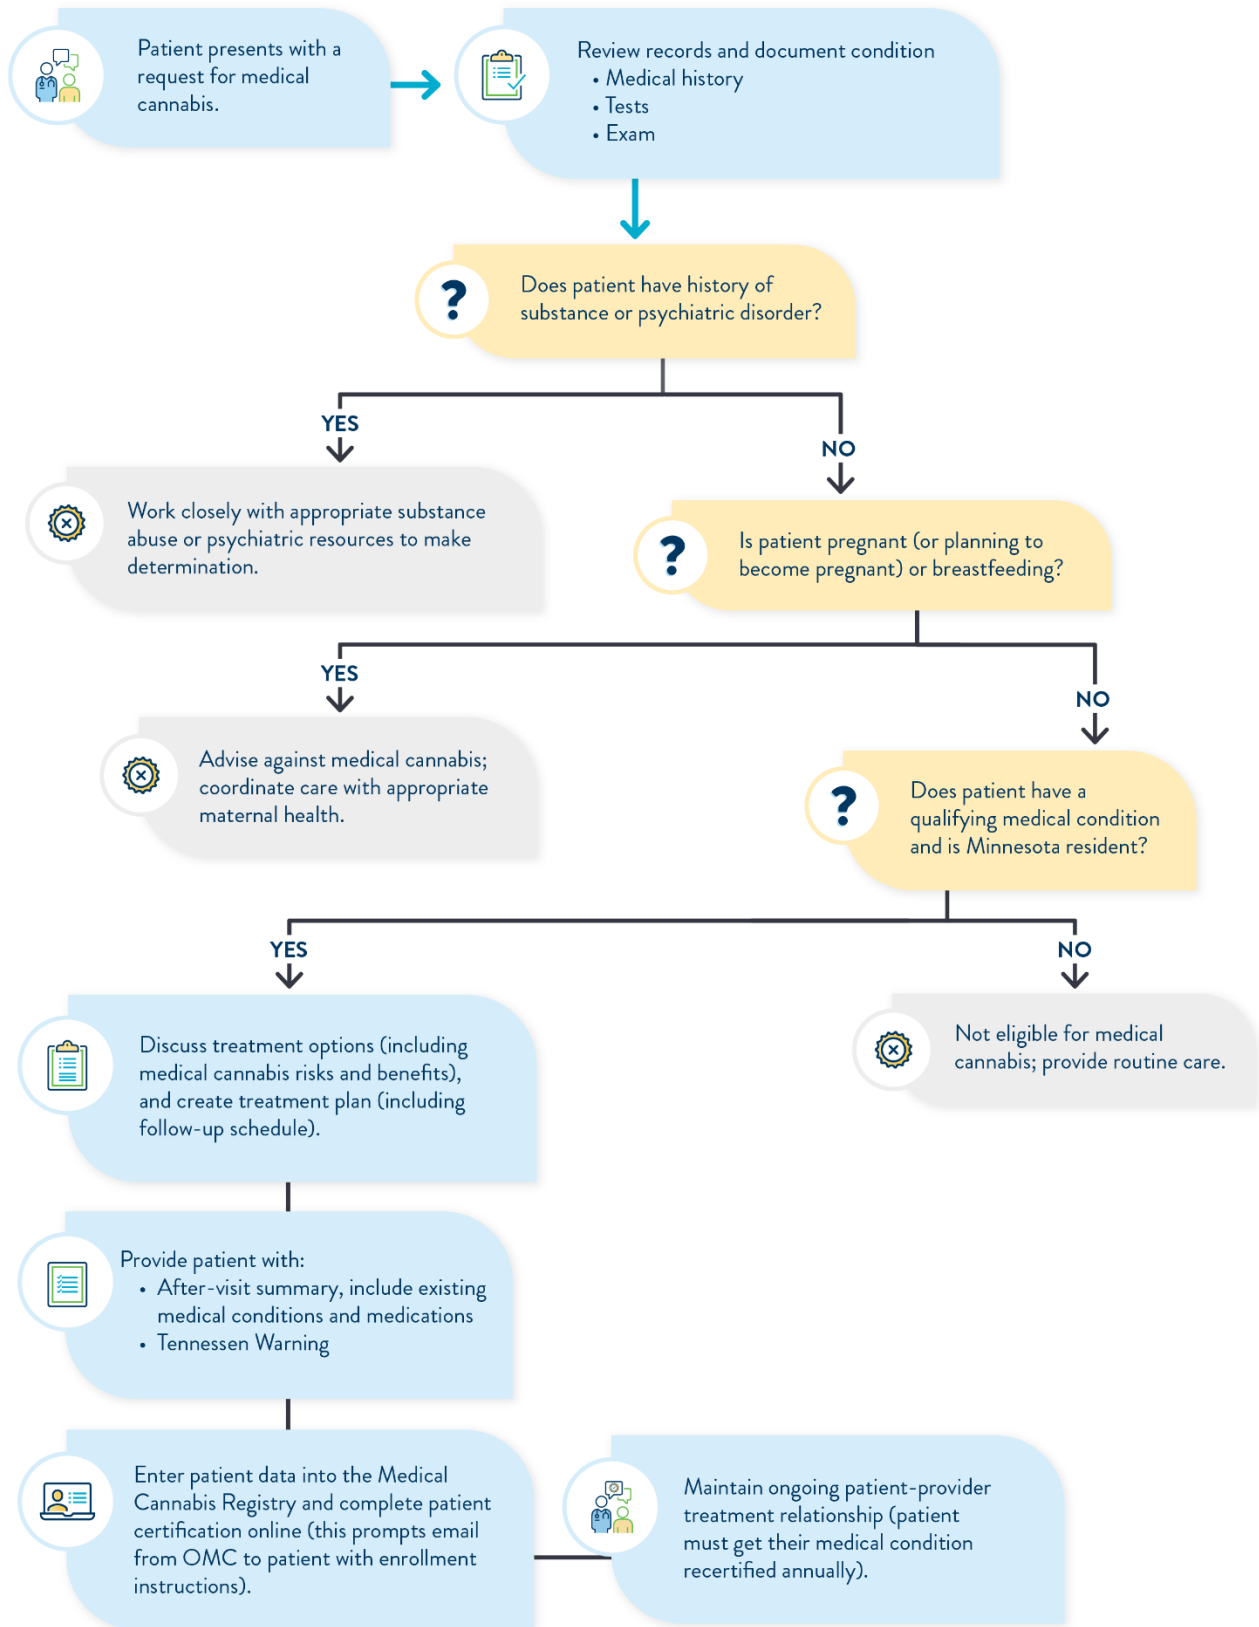 Patient presents with a
request for medical
cannabis.
Review records and document condition
• Medical history
• Tests
• Exam
?
Does patient have history of
substance or psychiatric disorder?
YES
NO
Work closely with appropriate substance
abuse or psychiatric resources to make
determination.
?
Is patient pregnant (or planning to
become pregnant) or breastfeeding?
YES
NO
Advise against medical cannabis;
coordinate care with appropriate
maternal health.
?
Does patient have a
qualifying medical condition
and is Minnesota resident?
YES
NO
Discuss treatment options (including
medical cannabis risks and benefits),
and create treatment plan (including
follow-up schedule).
Not eligible for medical
cannabis; provide routine care.
Provide patient with:
• After-visit summary, include existing
medical conditions and medications
• Tennessen Warning
Enter patient data into the Medical
Cannabis Registry and complete patient
certification online (this prompts email
from OMC to patient with enrollment
instructions).
Maintain ongoing patient-provider
treatment relationship (patient
must get their medical condition
recertified annually).